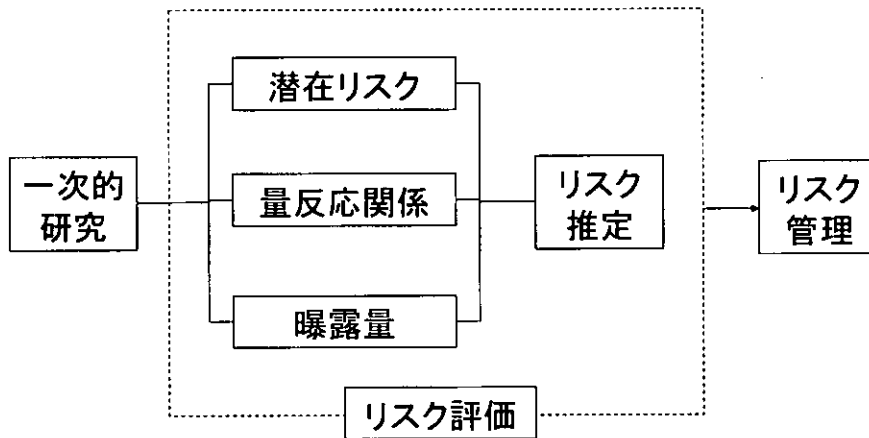 潜在リスク
一次的
研究
量反応関係
リスク
推定
リスク
管理
曝露量
リスク評価